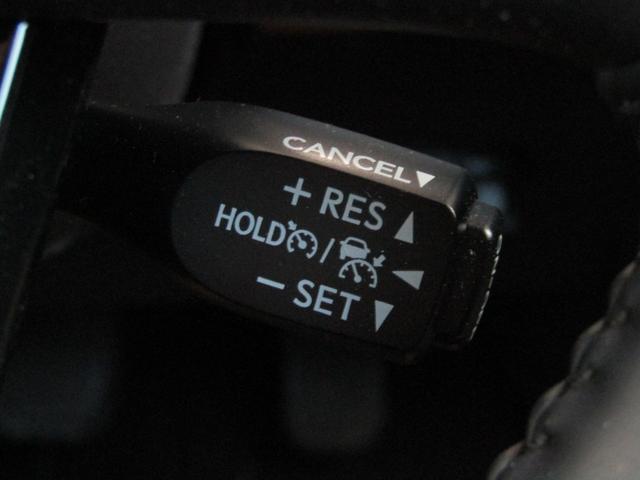 CANCEL▼
+ RES ▲
HOLD / ◀
− SET ▼